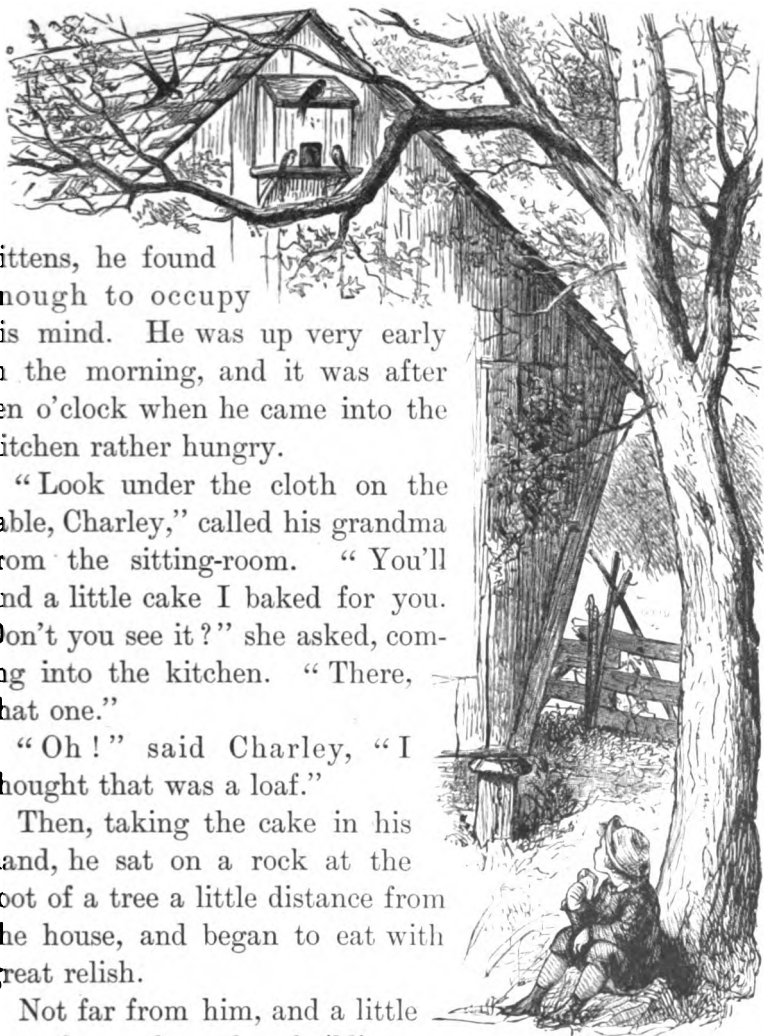 ittens, he found
nough to occupy
is mind. He was up very early
the morning, and it was after
en o'clock when he came into the
itchen rather hungry.
“Look under the cloth on the
able, Charley,” called his grandma
rom the sitting-room. “You'll
nd a little cake I baked for you.
on't you see it?” she asked, com-
ng into the kitchen. “There,
hat one.”
“Oh!” said Charley, “I
hought that was a loaf.”
Then, taking the cake in his
and, he sat on a rock at the
oot of a tree a little distance from
he house, and began to eat with
reat relish.
Not far from him, and a little